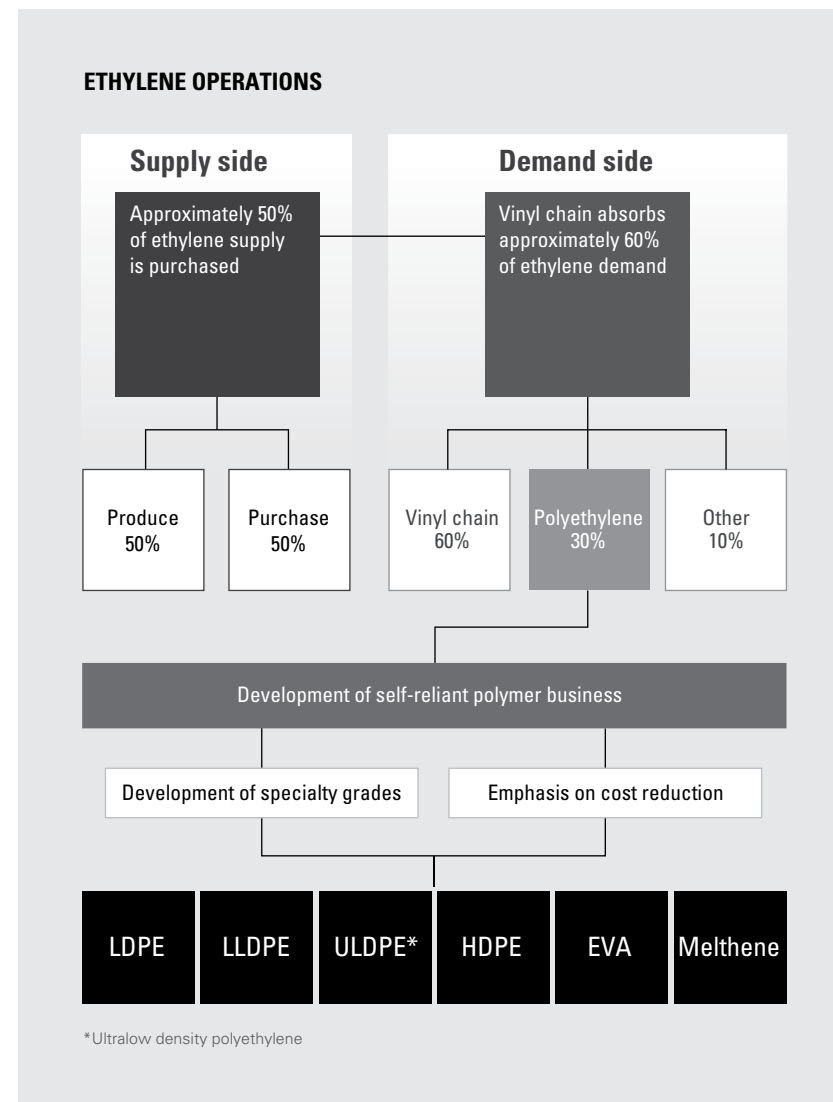 ETHYLENE OPERATIONS
Supply side
Approximately 50%
of ethylene supply
is purchased
Demand side
Vinyl chain absorbs
approximately 60%
of ethylene demand
Produce
50%
Purchase
50%
Vinyl chain
60%
Polyethylene
30%
Other
10%
Development of self-reliant polymer business
Development of specialty grades
Emphasis on cost reduction
LDPE
LLDPE
ULDPE*
HDPE
EVA
Melthene
*Ultralow density polyethylene